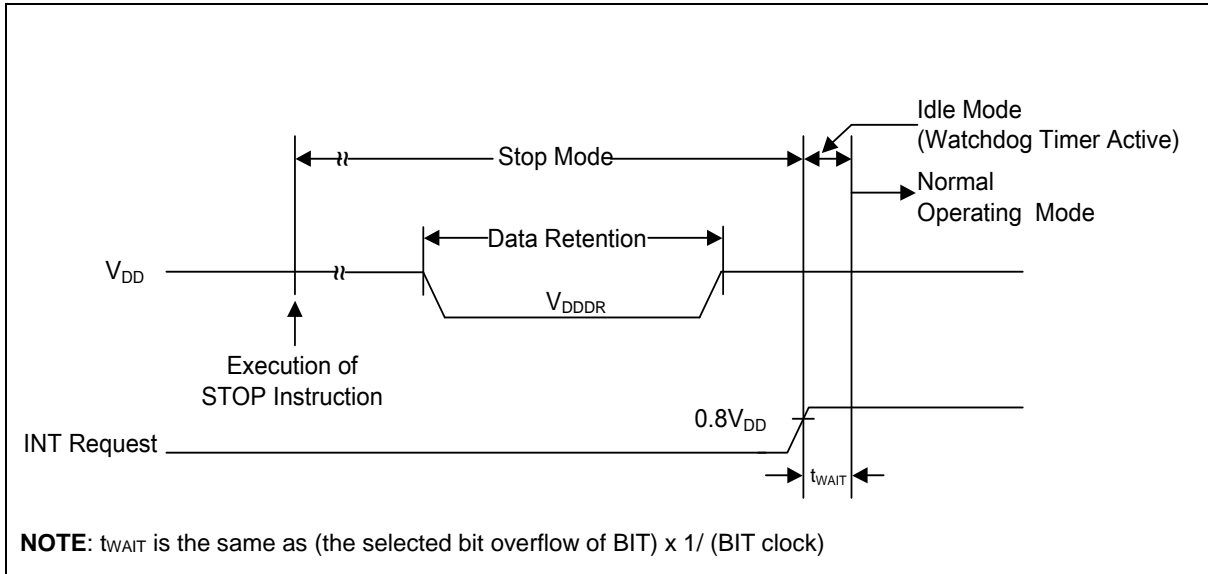 Idle Mode
(Watchdog Timer Active)
Stop Mode
Normal
Operating Mode
Data Retention
VDD
VDDDR
Execution of
STOP Instruction
0.8VDD
INT Request
tWAIT
NOTE: tWAIT is the same as (the selected bit overflow of BIT) x 1/ (BIT clock)